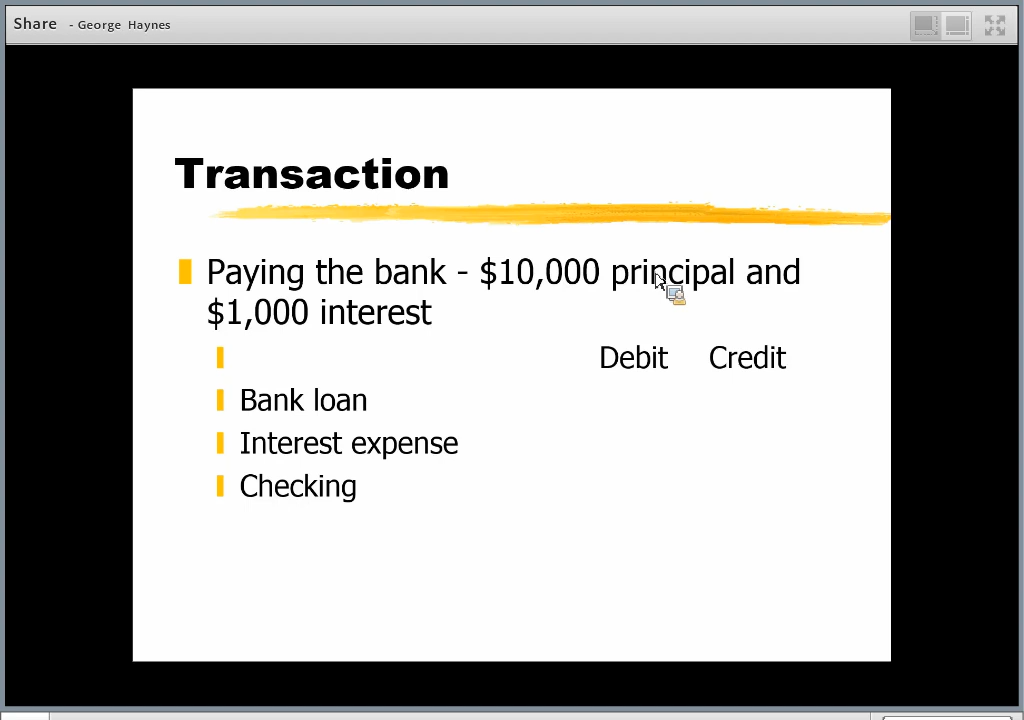 Share - George Haynes
Transaction
Paying the bank - $10,000 principal and
$1,000 interest
Debit Credit
Bank loan
Interest expense
Checking